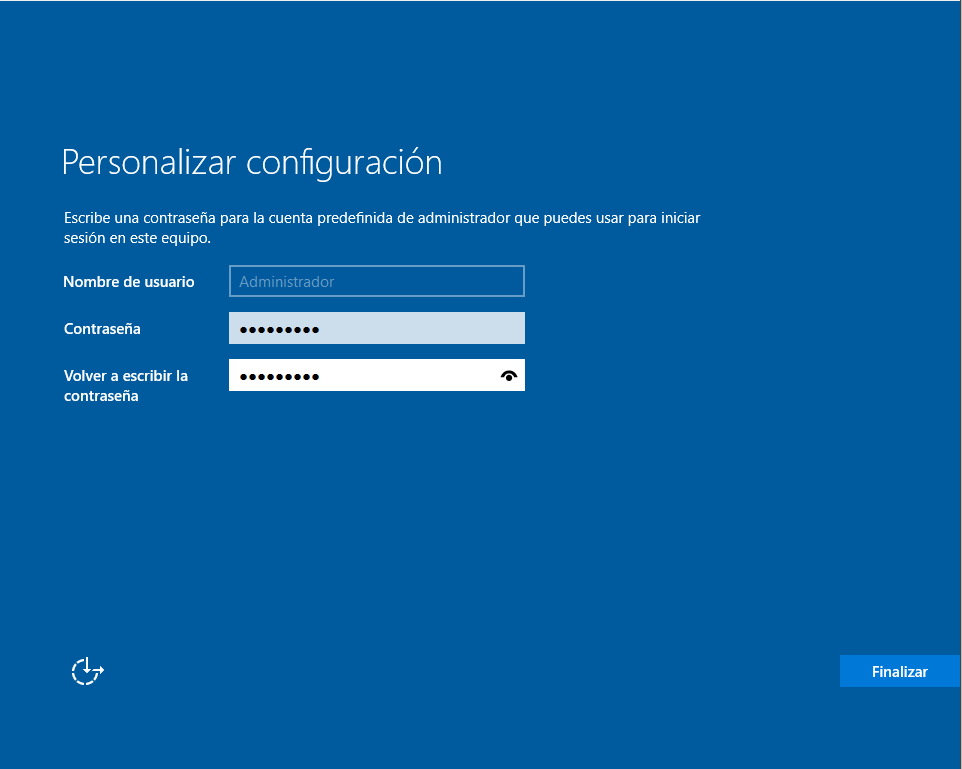 Personalizar configuración
Escribe una contraseña para la cuenta predefinida de administrador que puedes usar para iniciar
sesión en este equipo.
Nombre de usuario
Administrador
Contraseña
●●●●●●●●●
Volver a escribir la
contraseña
●●●●●●●●●
Finalizar